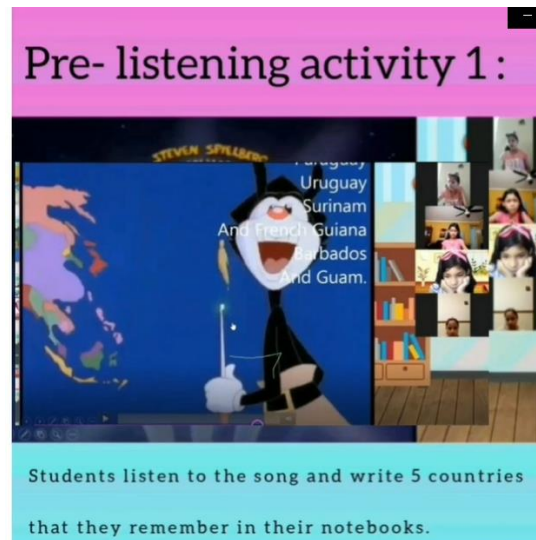 Pre- listening activity 1 :
STEVEN SPIELBERG
Paraguay
Uruguay
Surinam
And French Guiana
Barbados
And Guam.
Students listen to the song and write 5 countries
that they remember in their notebooks.